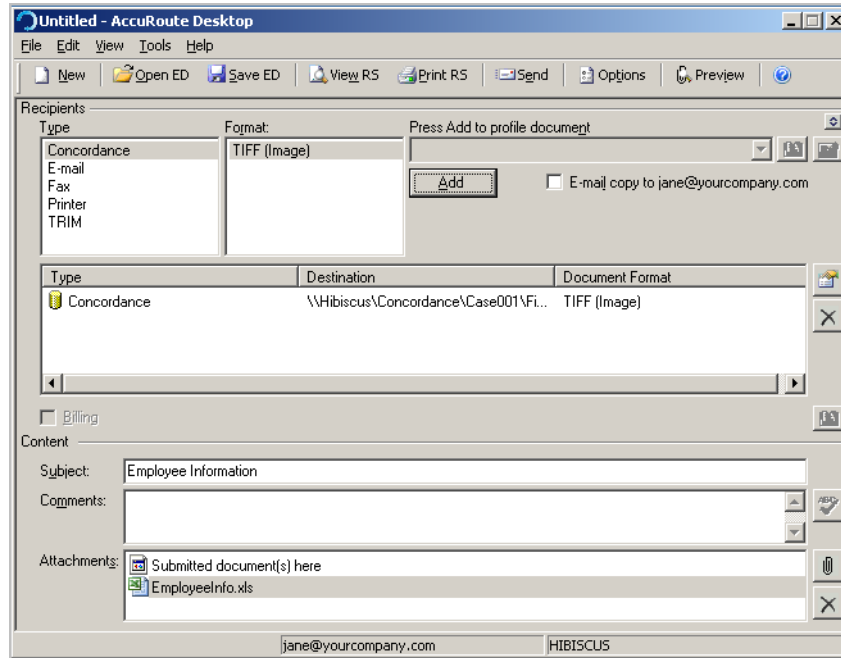 Untitled - AccuRoute Desktop
File Edit View Tools Help
New Open ED Save ED View RS Print RS Send Options Preview
Recipients
Type Format: Press Add to profile document
Concordance TIFF (Image)
E-mail
Fax
Printer
TRIM
Add E-mail copy to jane@yourcompany.com
Type Destination Document Format
Concordance \\Hibiscus\Concordance\Case001\Fi... TIFF (Image)
Billing
Content
Subject: Employee Information
Comments:
Attachments: Submitted document(s) here
EmployeeInfo.xls
jane@yourcompany.com HIBISCUS